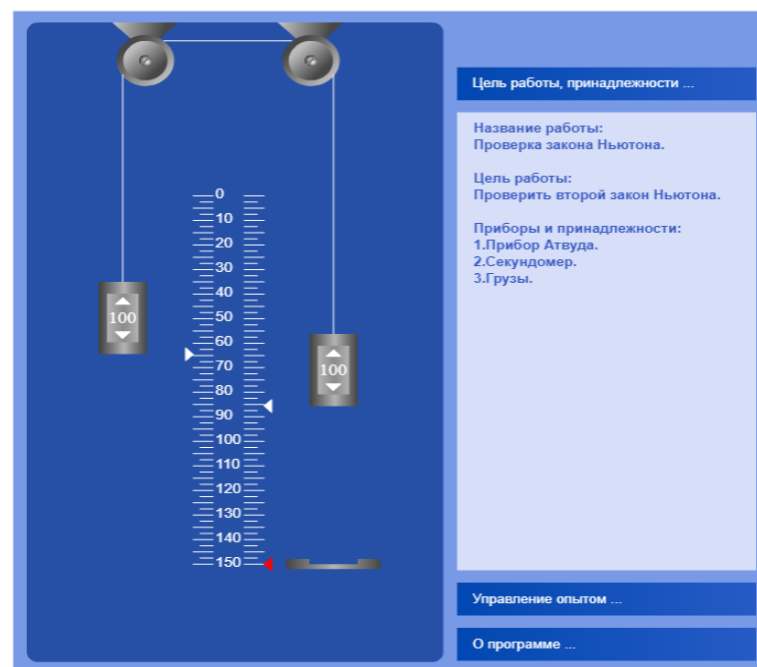 Цель работы, принадлежности ...
Название работы:
Проверка закона Ньютона.
Цель работы:
Проверить второй закон Ньютона.
Приборы и принадлежности:
1.Прибор Атвуда.
2.Секундомер.
3.Грузы.
0
10
20
30
40
50
60
70
80
90
100
110
120
130
140
150
100
100
Управление опытом ...
О программе ...